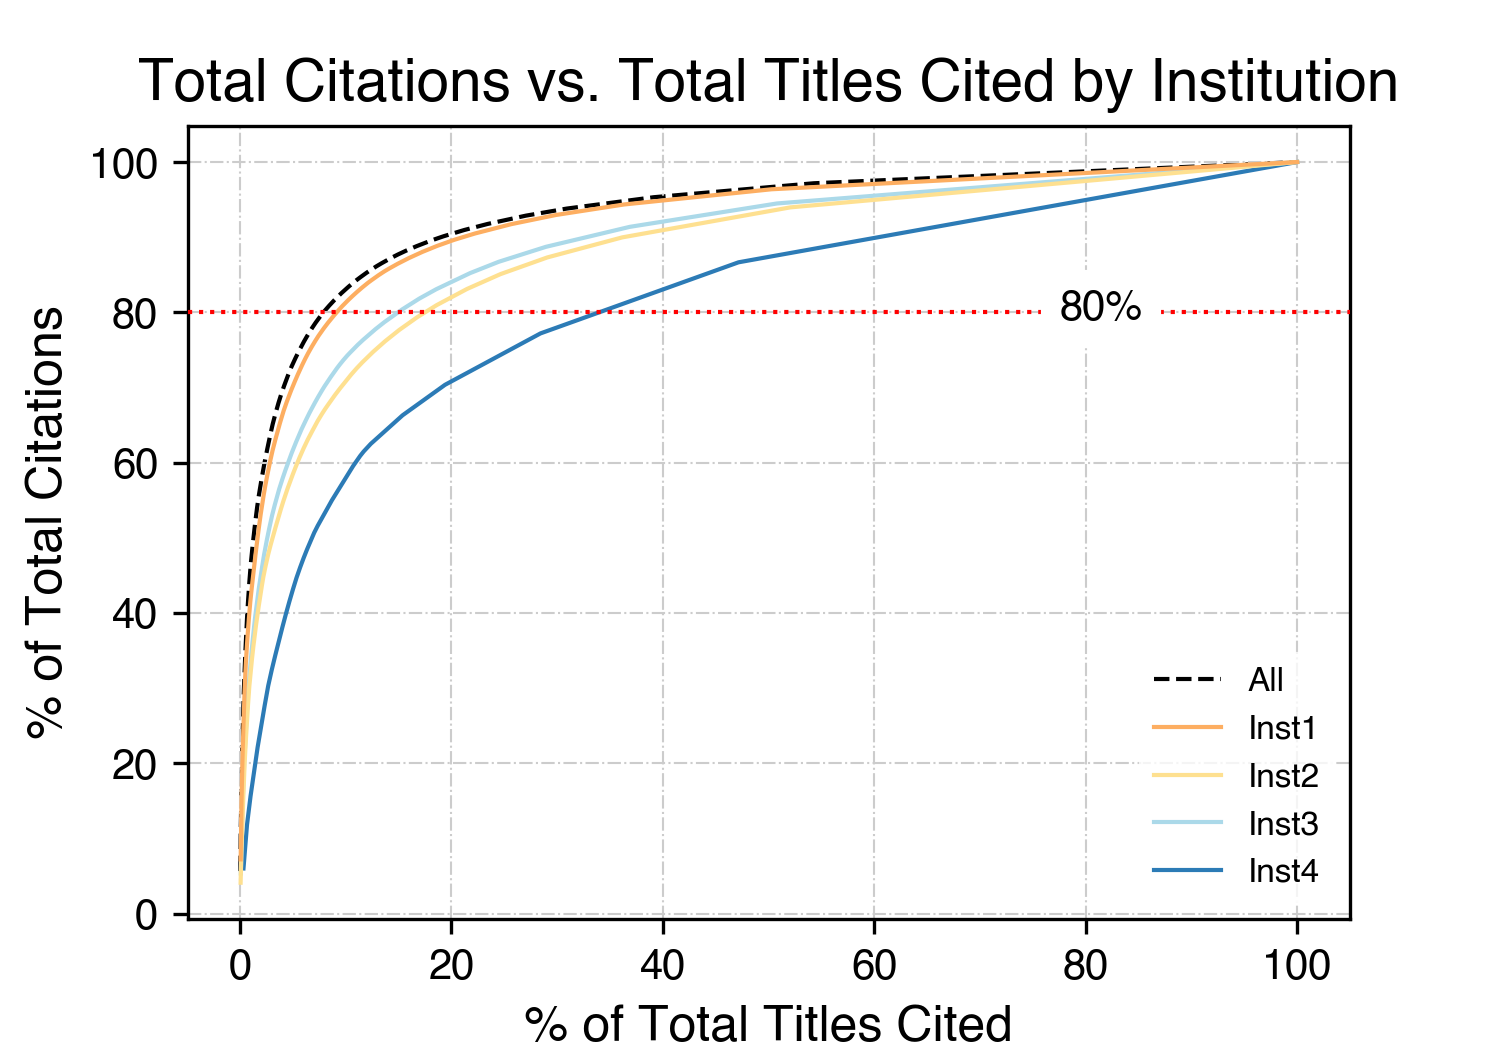 Total Citations vs. Total Titles Cited by Institution
% of Total Citations
100
80
60
40
20
0
80%
All
Inst1
Inst2
Inst3
Inst4
0 20 40 60 80 100
% of Total Titles Cited